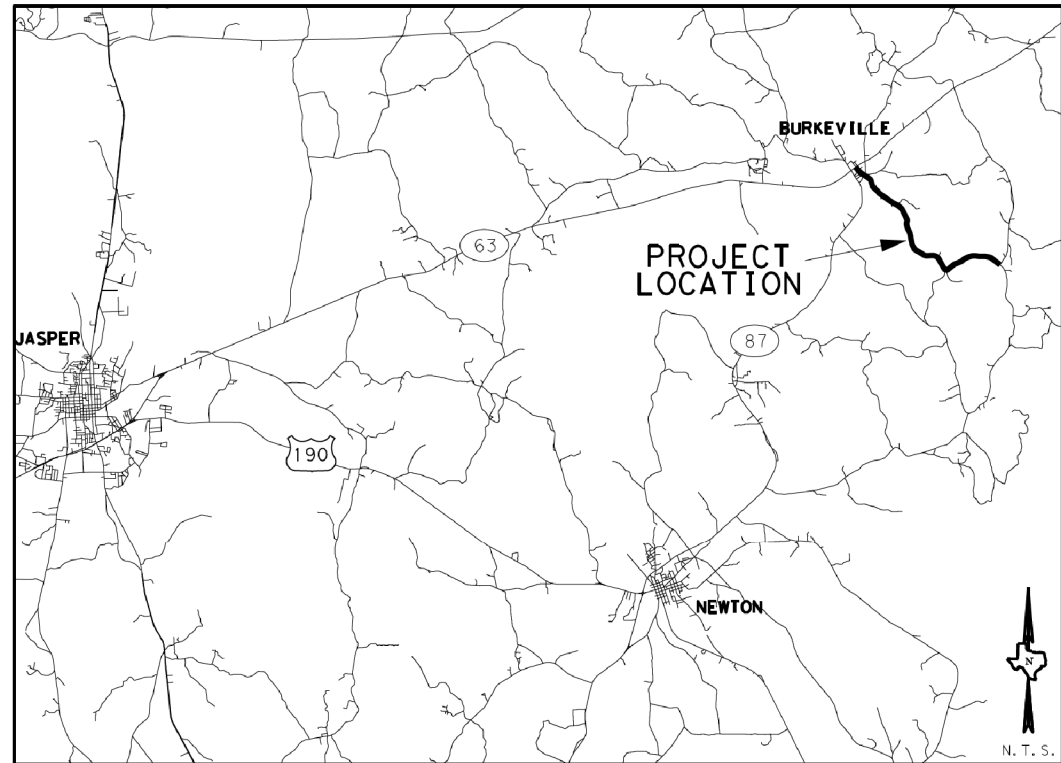 BURKEVILLE
63
PROJECT
LOCATION
87
JASPER
190
NEWTON
N
N.T.S.